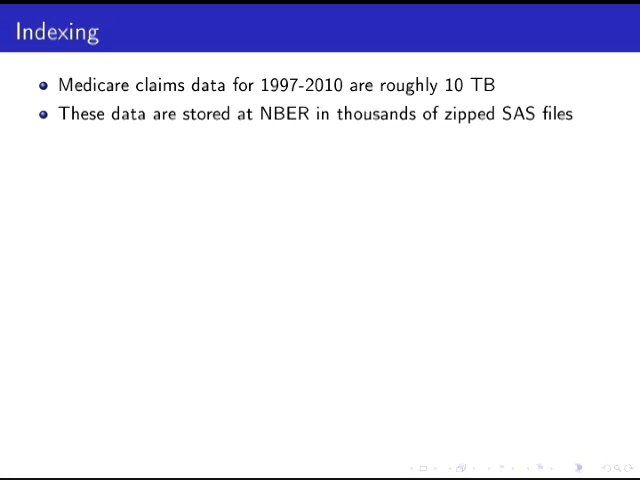 Indexing
Medicare claims data for 1997-2010 are roughly 10 TB
These data are stored at NBER in thousands of zipped SAS files